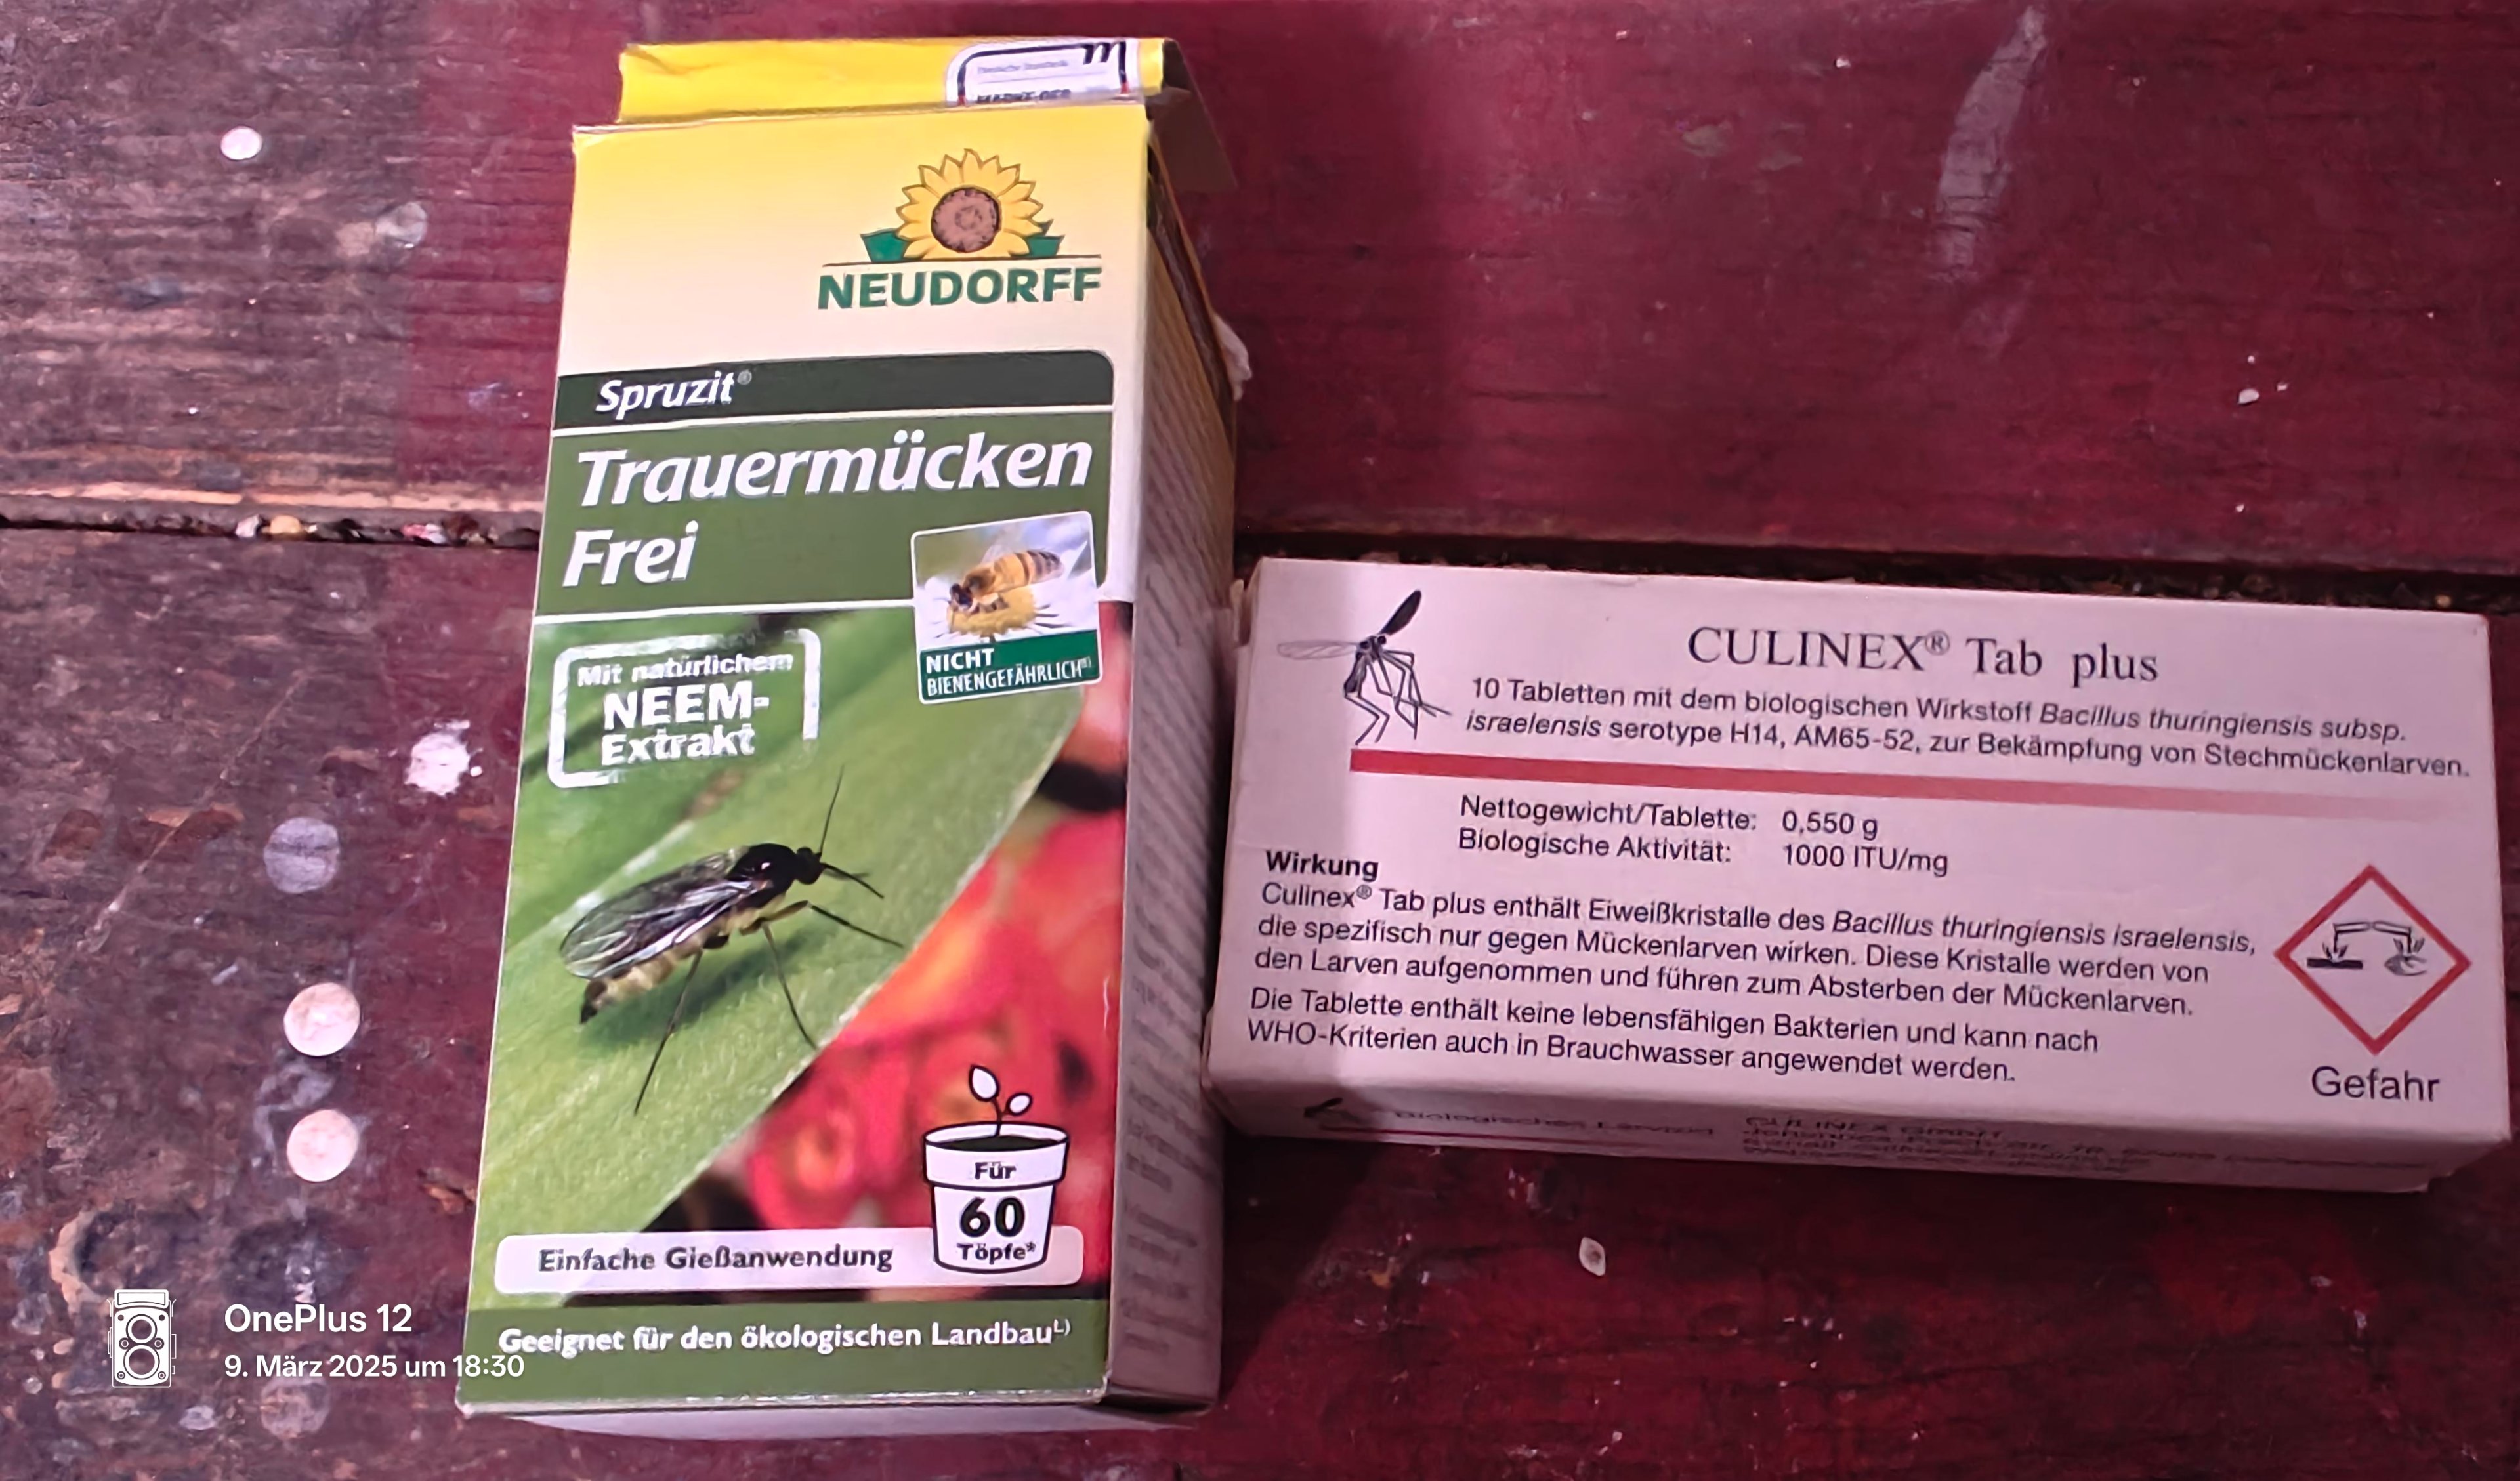 m
NEUDORFF
Spruzit®
Trauermücken
Frei
Mit natürlichem
NEEM-
Extrakt
NICHT
BIENENGEFÄHRLICH
Für
60
Töpfe*
Einfache Gießanwendung
Geeignet für den ökologischen Landbau
CULINEX® Tab plus
10 Tabletten mit dem biologischen Wirkstoff Bacillus thuringiensis subsp.
israelensis serotype H14, AM65-52, zur Bekämpfung von Stechmückenlarven.
Nettogewicht/Tablette: 0,550 g
Biologische Aktivität: 1000 ITU/mg
Wirkung
Culinex® Tab plus enthält Eiweißkristalle des Bacillus thuringiensis israelensis,
die spezifisch nur gegen Mückenlarven wirken. Diese Kristalle werden von
den Larven aufgenommen und führen zum Absterben der Mückenlarven.
Die Tablette enthält keine lebensfähigen Bakterien und kann nach
WHO-Kriterien auch in Brauchwasser angewendet werden.
Gefahr
CULINEX GmbH
OnePlus 12
9. März 2025 um 18:30